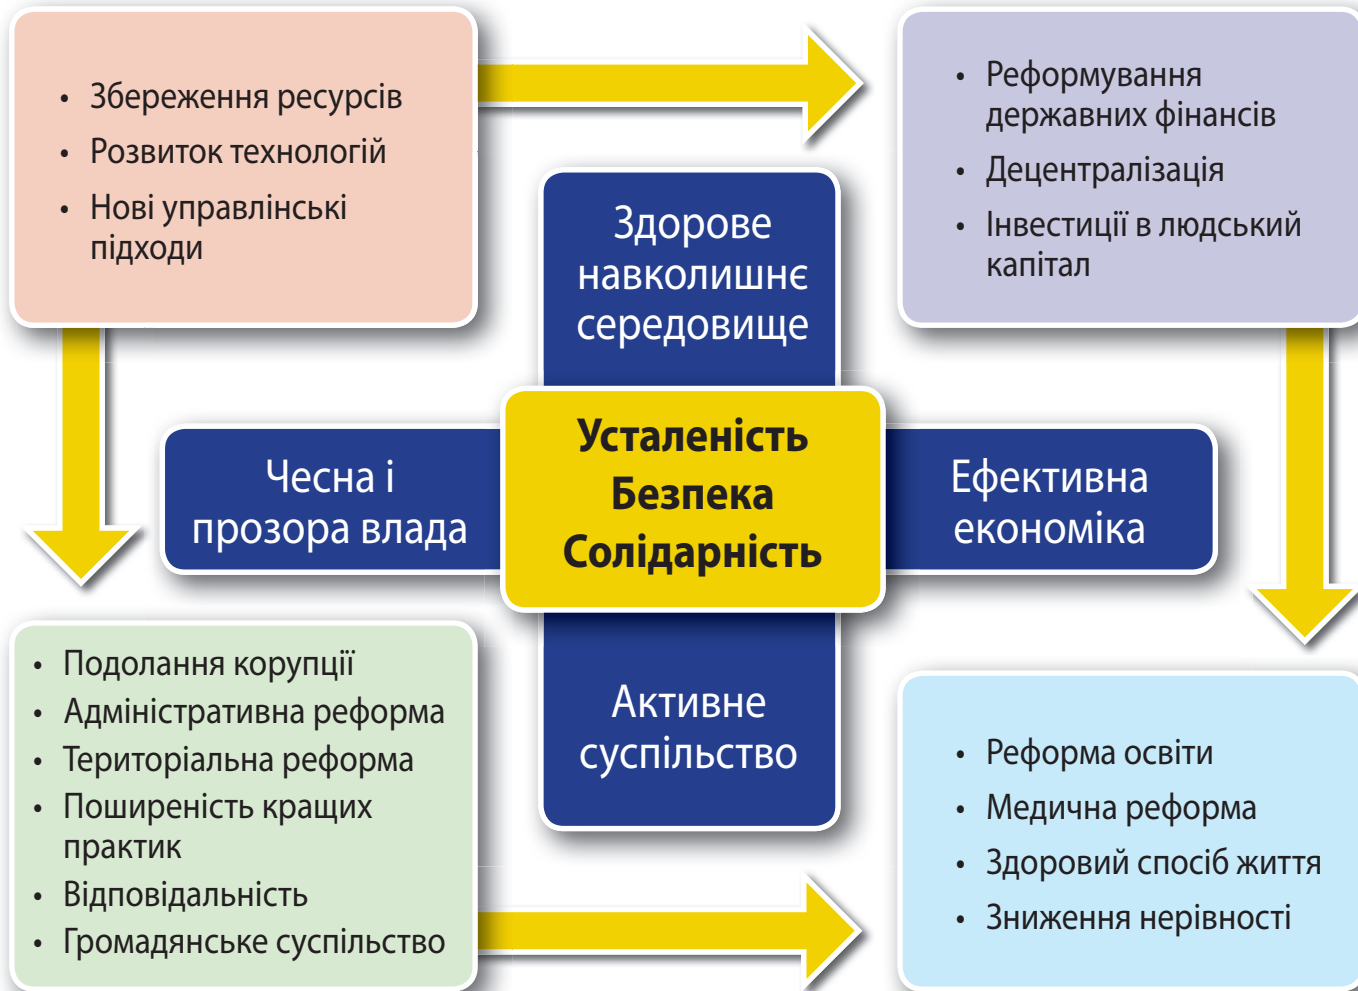 • Збереження ресурсів
• Розвиток технологій
• Нові управлінські
підходи
• Реформування
державних фінансів
• Децентралізація
• Інвестиції в людський
капітал
Здорове
навколишнє
середовище
Чесна і
прозора влада
Усталеність
Безпека
Солідарність
Ефективна
економіка
Активне
суспільство
• Подолання корупції
• Адміністративна реформа
• Територіальна реформа
• Поширеність кращих
практик
• Відповідальність
• Громадянське суспільство
• Реформа освіти
• Медична реформа
• Здоровий спосіб життя
• Зниження нерівності